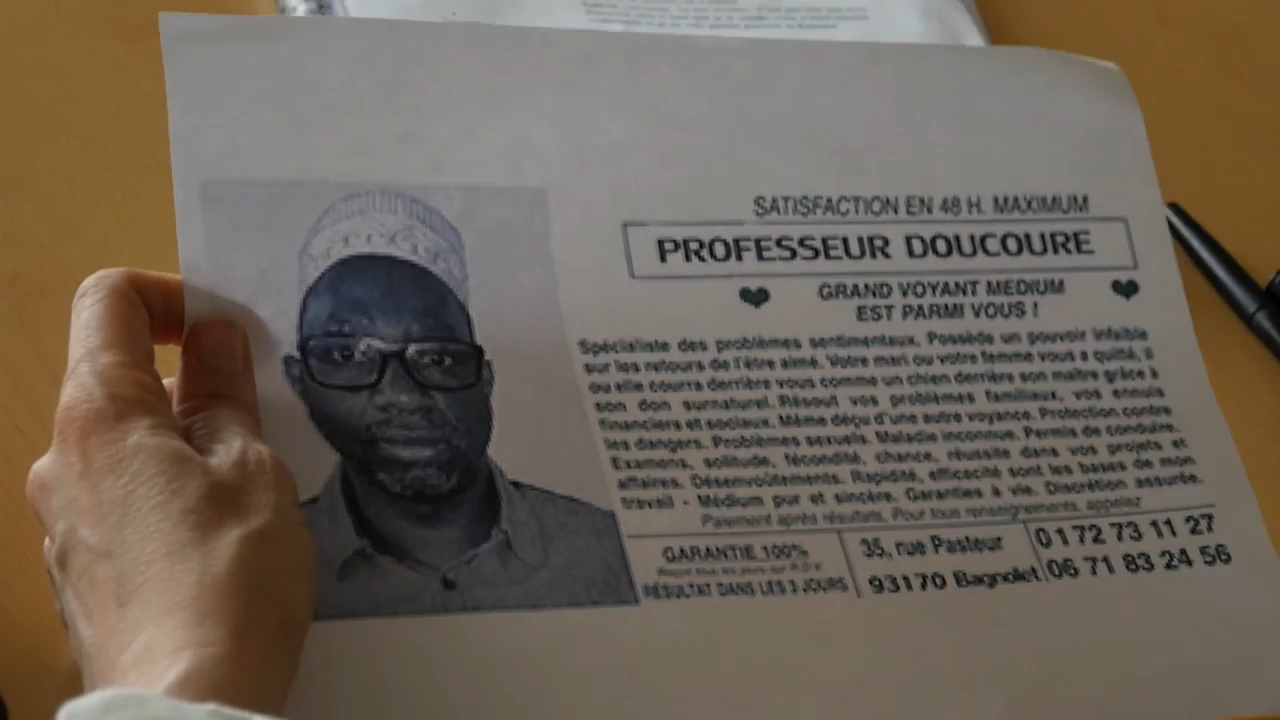 SATISFACTION EN 48 H. MAXIMUM
PROFESSEUR DOUCOURE
GRAND VOYANT MEDIUM
EST PARMI VOUS !
Spécialiste des problèmes sentimentaux. Possède un pouvoir infaible
sur les retours de l'être aimé. Votre mari ou votre femme vous a quitté, il
ou elle courra derrière vous comme un chien derrière son maître grâce à
son don surnaturel. Résout vos problèmes familiaux, vos ennuis
financiers et sociaux. Même déçu d'une autre voyance. Protection contre
les dangers. Problèmes sexuels. Maladie inconnue. Permis de conduire.
Examens, solitude, fécondité, chance, réussite dans vos projets et
affaires. Désenvoûtements. Rapidité, efficacité sont les bases de mon
travail - Médium pur et sincère. Garanties à vie. Discrétion assurée.
Paiement après résultats. Pour tous renseignements, appelez
GARANTIE 100%
Reçoit tous les jours sur R.D.V.
RÉSULTAT DANS LES 3 JOURS
35, rue Pasteur
93170 Bagnolet
01 72 73 11 27
06 71 83 24 56